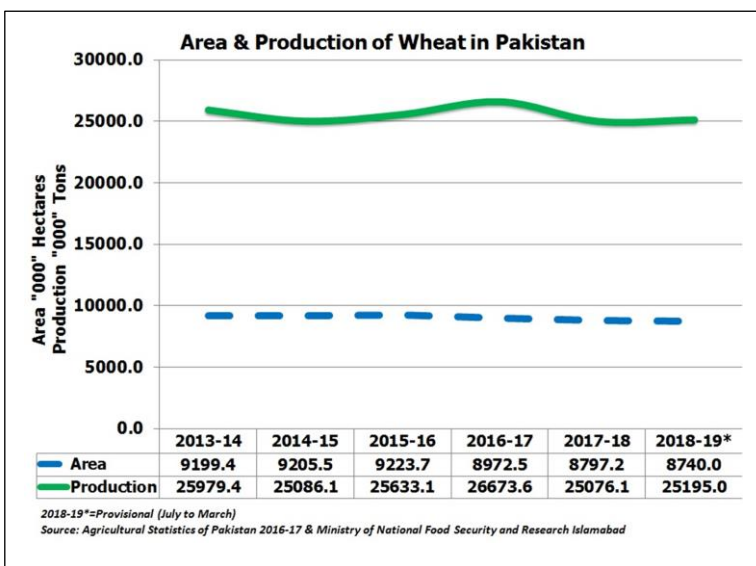 Area & Production of Wheat in Pakistan
30000.0
25000.0
20000.0
15000.0
10000.0
5000.0
0.0
Area "000" Hectares
Production "000" Tons
2013-14 2014-15 2015-16 2016-17 2017-18 2018-19*
Area 9199.4 9205.5 9223.7 8972.5 8797.2 8740.0
Production 25979.4 25086.1 25633.1 26673.6 25076.1 25195.0
2018-19*=Provisional (July to March)
Source: Agricultural Statistics of Pakistan 2016-17 & Ministry of National Food Security and Research Islamabad